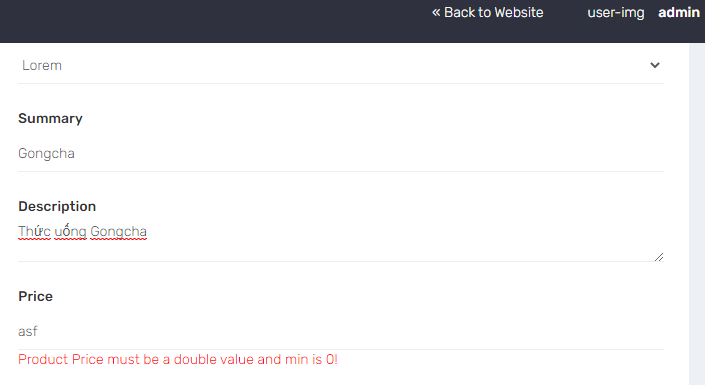 « Back to Website user-img admin
Lorem
Summary
Gongcha
Description
Thức uống Gongcha
Price
asf
Product Price must be a double value and min is 0!